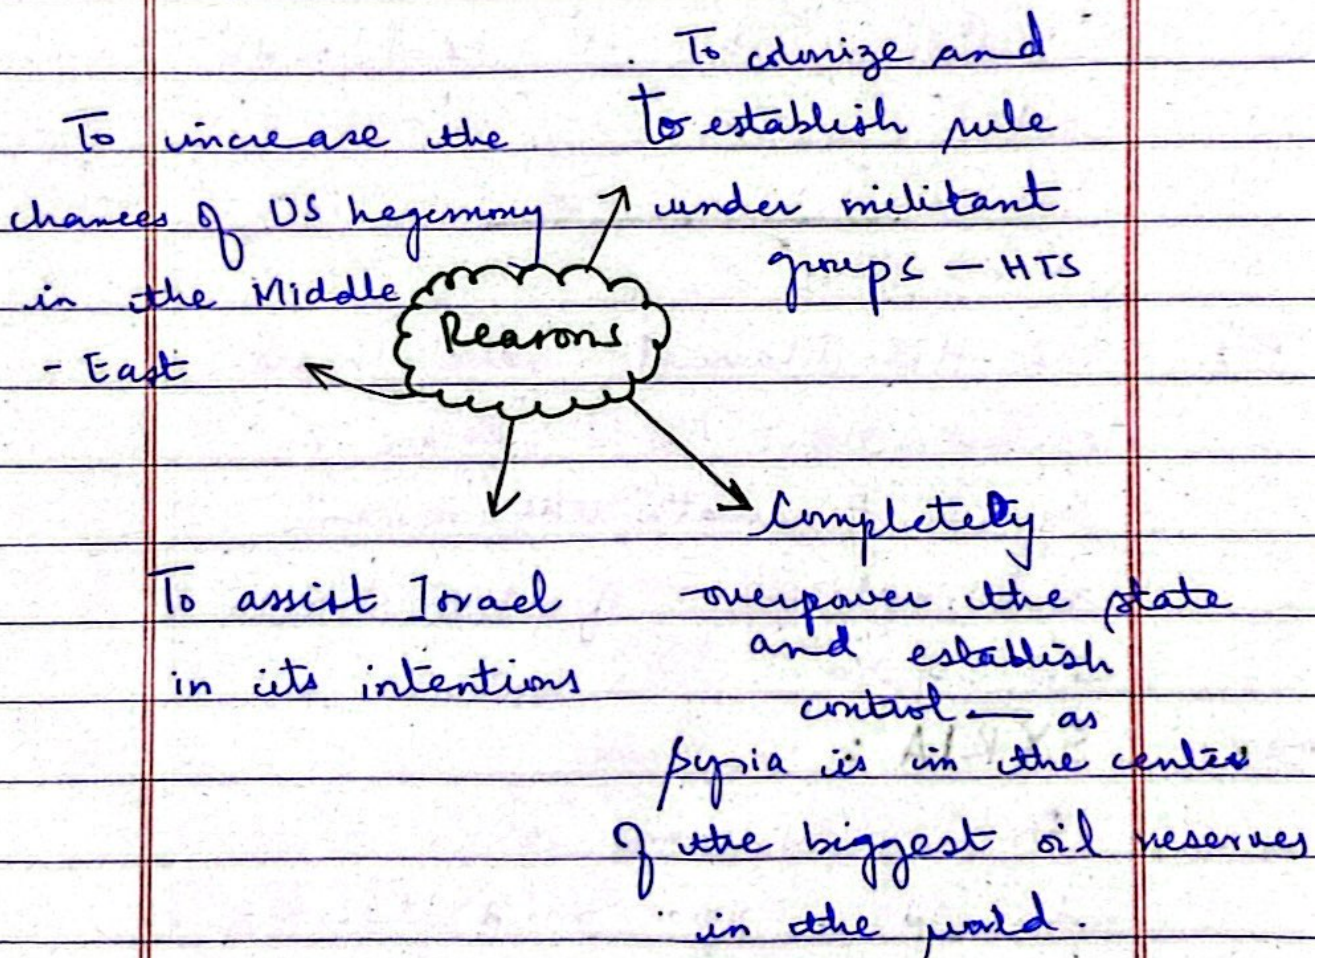 To increase the
chances of US hegemony
in the Middle
- East
. To colonize and
to establish rule
under militant
groups — HTS
Reasons
To assist Israel
in its intentions
Completely
overpower the state
and establish
control — as
Syria is in the center
of the biggest oil reserves
in the world.